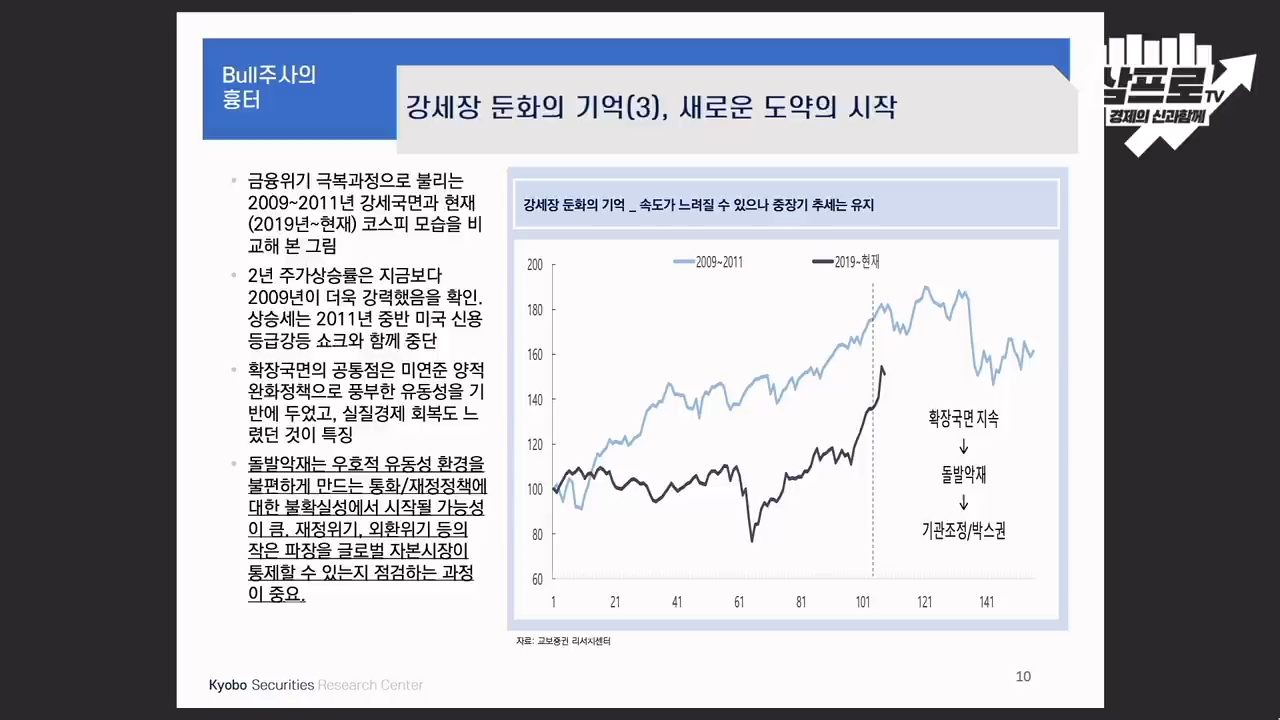 Bull주사의
흉터
강세장 둔화의 기억(3), 새로운 도약의 시작
삼프로TV
경제의 신과함께
• 금융위기 극복과정으로 불리는
2009~2011년 강세국면과 현재
(2019년~현재) 코스피 모습을 비
교해 본 그림
• 2년 주가상승률은 지금보다
2009년이 더욱 강력했음을 확인.
상승세는 2011년 중반 미국 신용
등급강등 쇼크와 함께 중단
• 확장국면의 공통점은 미연준 양적
완화정책으로 풍부한 유동성을 기
반에 두었고, 실질경제 회복도 느
렸던 것이 특징
• 돌발악재는 우호적 유동성 환경을
불편하게 만드는 통화/재정정책에
대한 불확실성에서 시작될 가능성
이 큼. 재정위기, 외환위기 등의
작은 파장을 글로벌 자본시장이
통제할 수 있는지 점검하는 과정
이 중요.
강세장 둔화의 기억 _ 속도가 느려질 수 있으나 중장기 추세는 유지
2009~2011
2019~현재
200
180
160
140
120
100
80
60
1 21 41 61 81 101 121 141
확장국면 지속
↓
돌발악재
↓
기관조정/박스권
자료: 교보증권 리서치센터
Kyobo Securities Research Center
10